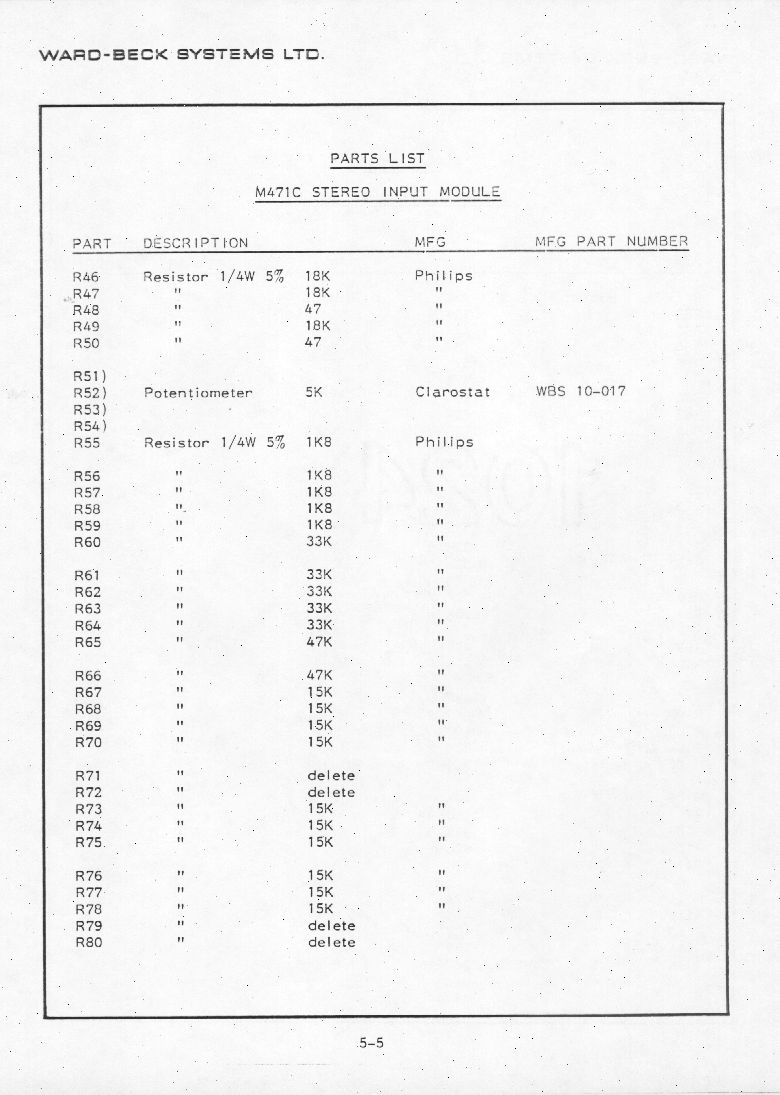 WARD-BECK SYSTEMS LTD.
PARTS LIST
M471C STEREO INPUT MODULE
PART DESCRIPTION MFG MFG PART NUMBER
R46 Resistor 1/4W 5% 18K Philips
R47 " 18K "
R48 " 47 "
R49 " 18K "
R50 " 47 "
R51)
R52) Potentiometer 5K Clarostat WBS 10-017
R53)
R54)
R55 Resistor 1/4W 5% 1K8 Philips
R56 " 1K8 "
R57 " 1K8 "
R58 " 1K8 "
R59 " 1K8 "
R60 " 33K "
R61 " 33K "
R62 " 33K "
R63 " 33K "
R64 " 33K "
R65 " 47K "
R66 " 47K "
R67 " 15K "
R68 " 15K "
R69 " 15K "
R70 " 15K "
R71 " delete
R72 " delete
R73 " 15K "
R74 " 15K "
R75 " 15K "
R76 " 15K "
R77 " 15K "
R78 " 15K "
R79 " delete
R80 " delete
5-5